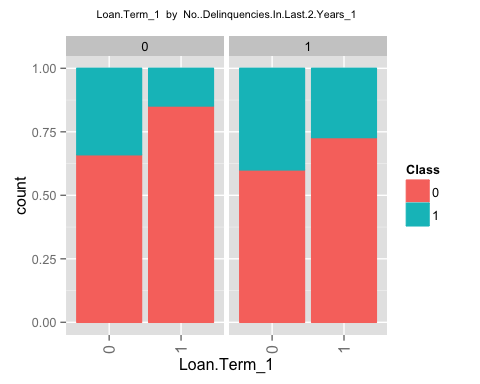 Loan.Term_1 by No..Delinquencies.In.Last.2.Years_1
0 1
1.00
0.75
0.50
0.25
0.00
count
0 1 0 1
Loan.Term_1
Class
0
1